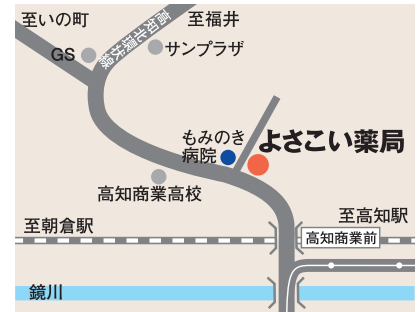 至いの町
至福井
高知北環状線
GS
サンプラザ
もみのき
病院
よさこい薬局
高知商業高校
至高知駅
至朝倉駅
高知商業前
鏡川